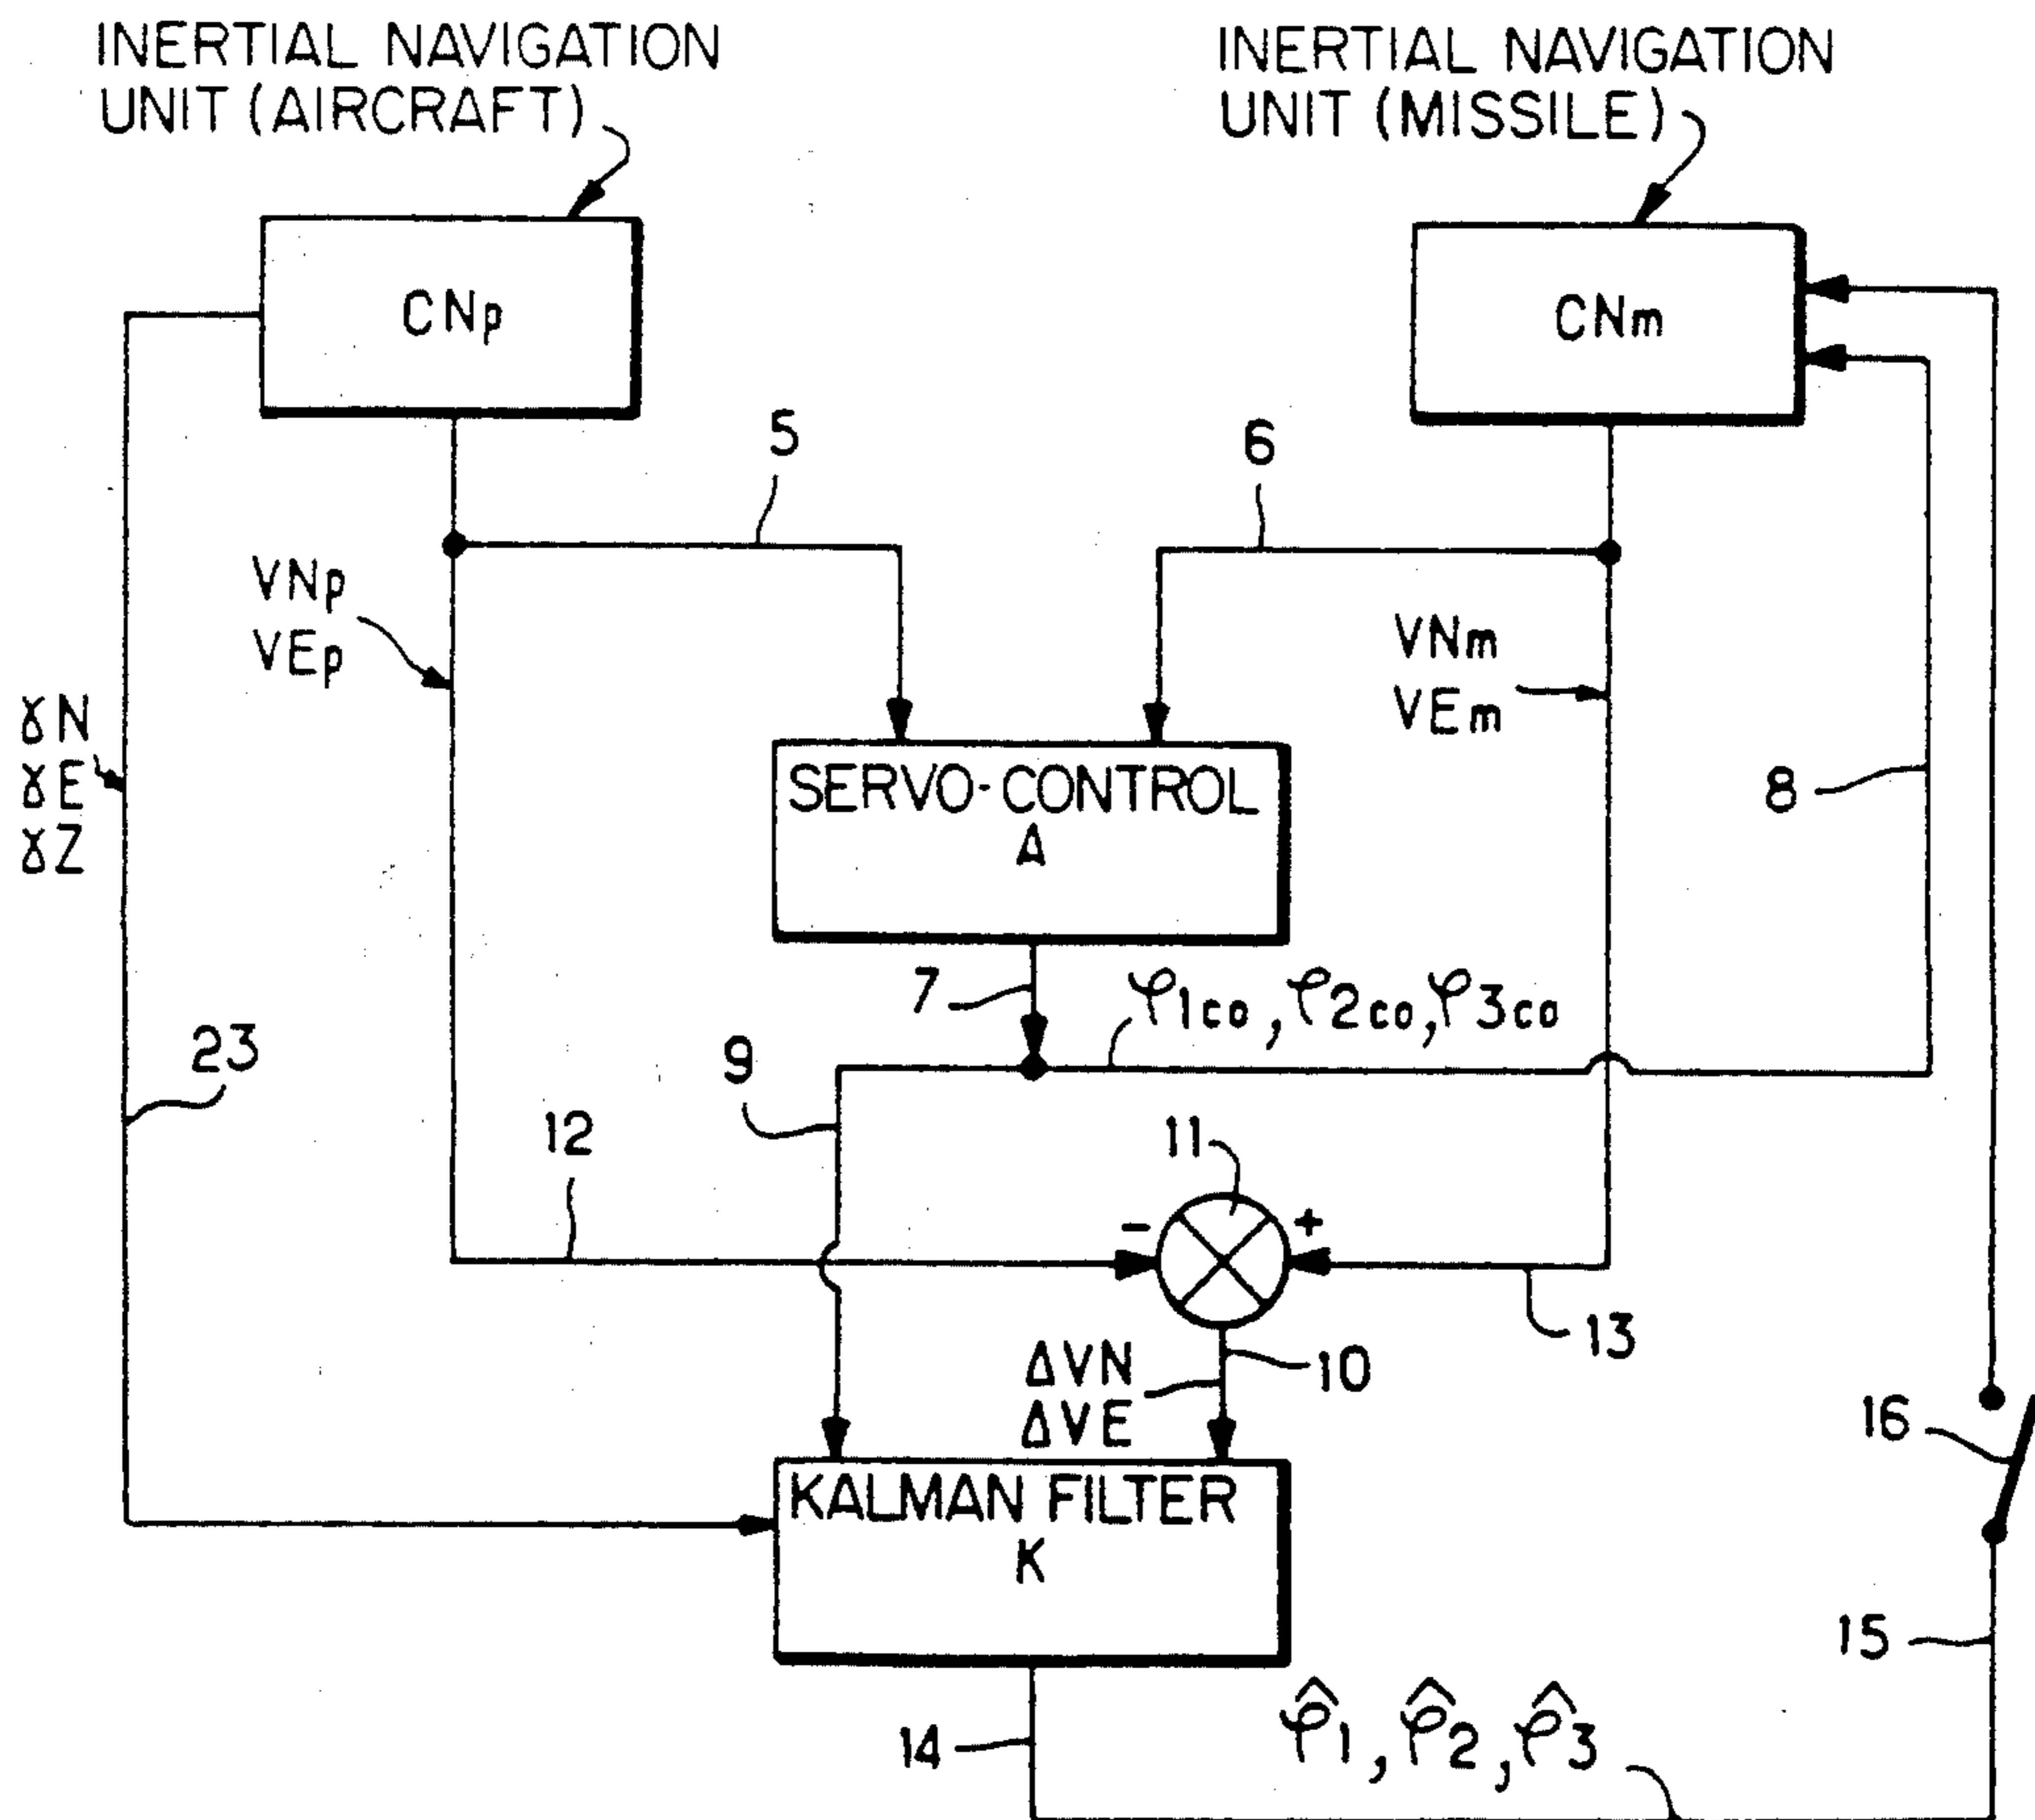 INERTIAL NAVIGATION
UNIT (AIRCRAFT)
INERTIAL NAVIGATION
UNIT (MISSILE)
CNp
CNm
5
6
VNp
VEp
VNm
VEm
γN
γE
γZ
SERVO-CONTROL
A
8
7
φ1co, φ2co, φ3co
23
9
12
11
-
+
13
ΔVN
ΔVE
10
16
KALMAN FILTER
K
15
14
φ̂1, φ̂2, φ̂3